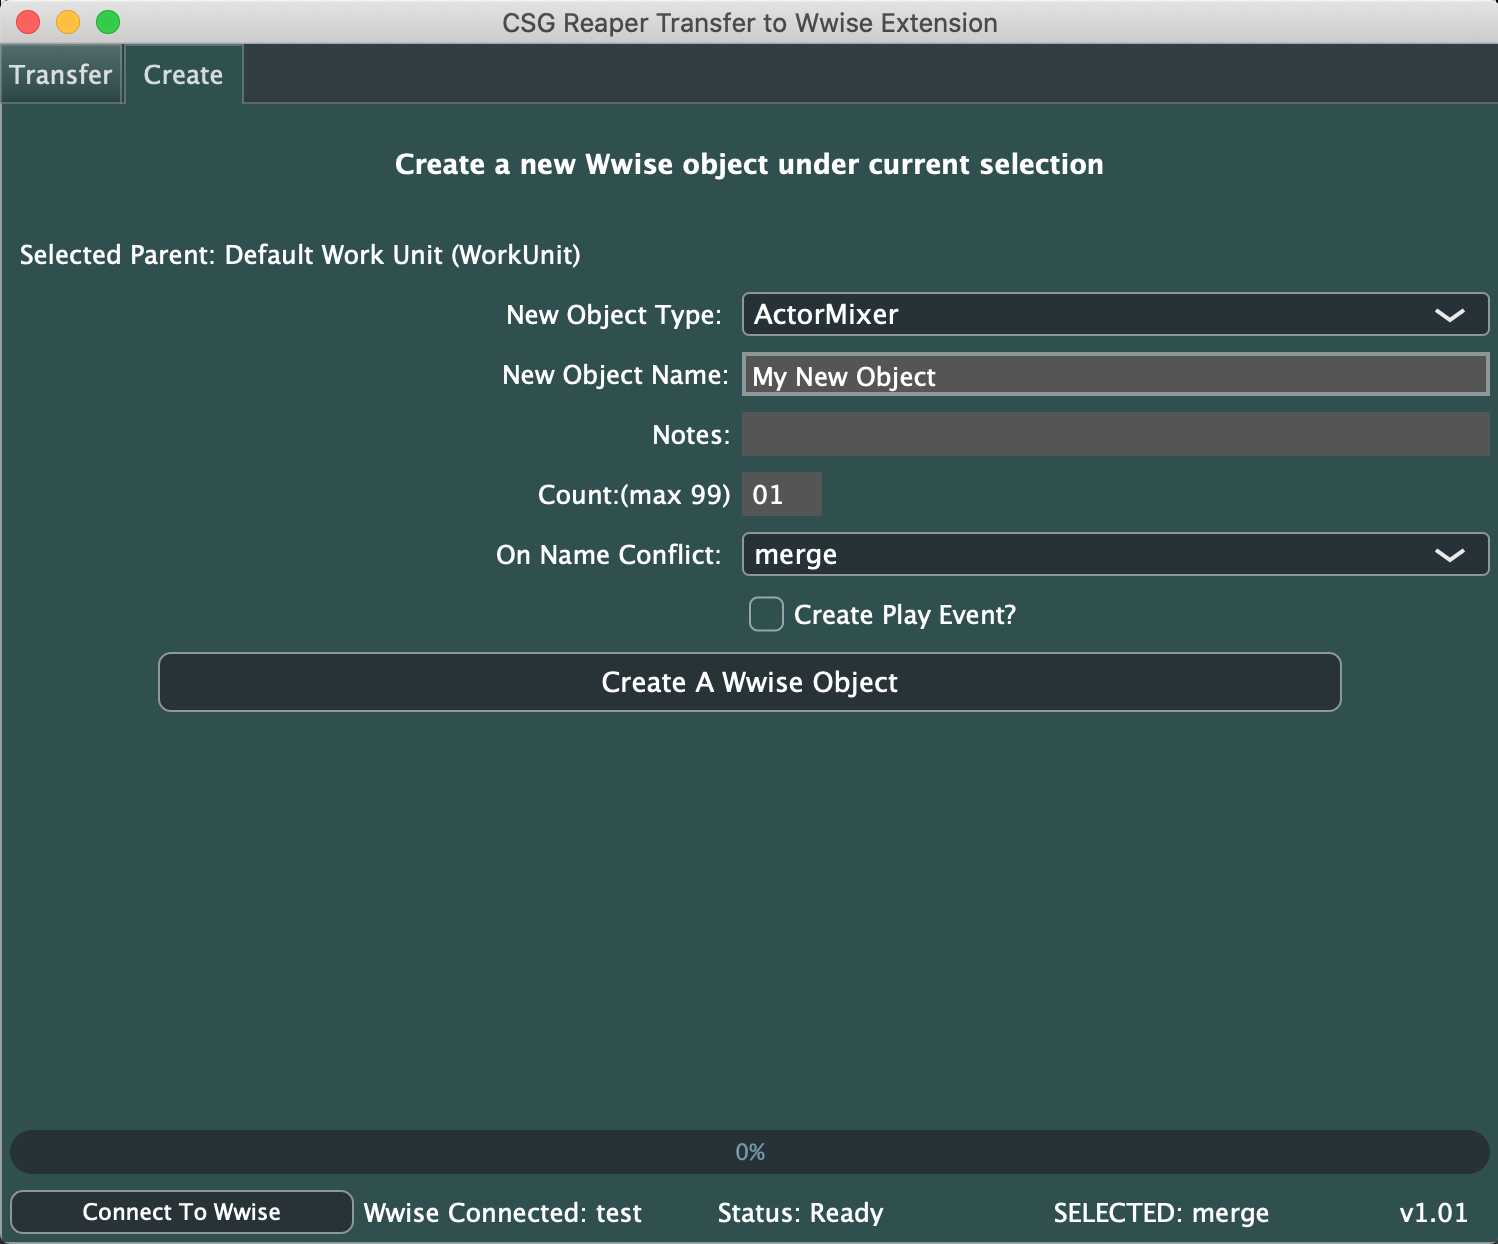 CSG Reaper Transfer to Wwise Extension
Transfer Create
Create a new Wwise object under current selection
Selected Parent: Default Work Unit (WorkUnit)
New Object Type: ActorMixer
New Object Name: My New Object
Notes:
Count:(max 99) 01
On Name Conflict: merge
Create Play Event?
Create A Wwise Object
0%
Connect To Wwise Wwise Connected: test Status: Ready SELECTED: merge v1.01